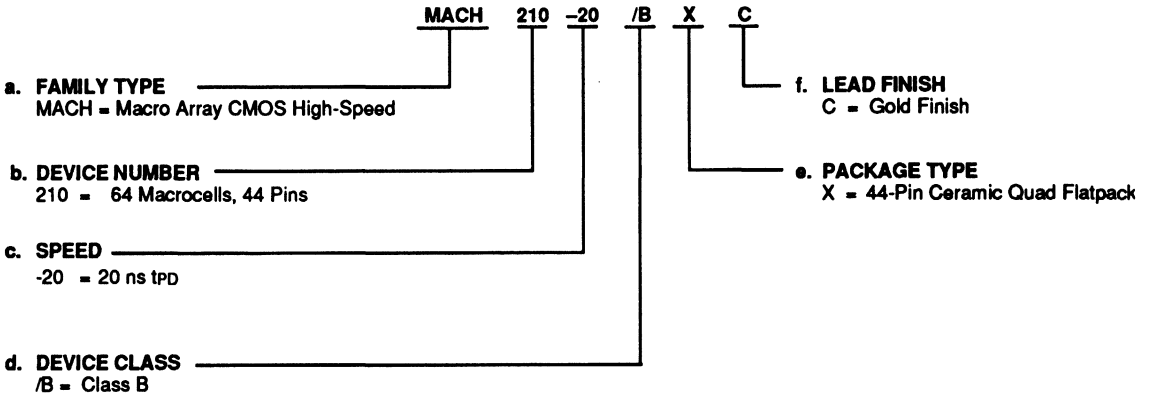 MACH 210 –20 /B X C
a. FAMILY TYPE
MACH = Macro Array CMOS High-Speed
b. DEVICE NUMBER
210 = 64 Macrocells, 44 Pins
c. SPEED
-20 = 20 ns tPD
d. DEVICE CLASS
/B = Class B
f. LEAD FINISH
C = Gold Finish
e. PACKAGE TYPE
X = 44-Pin Ceramic Quad Flatpack